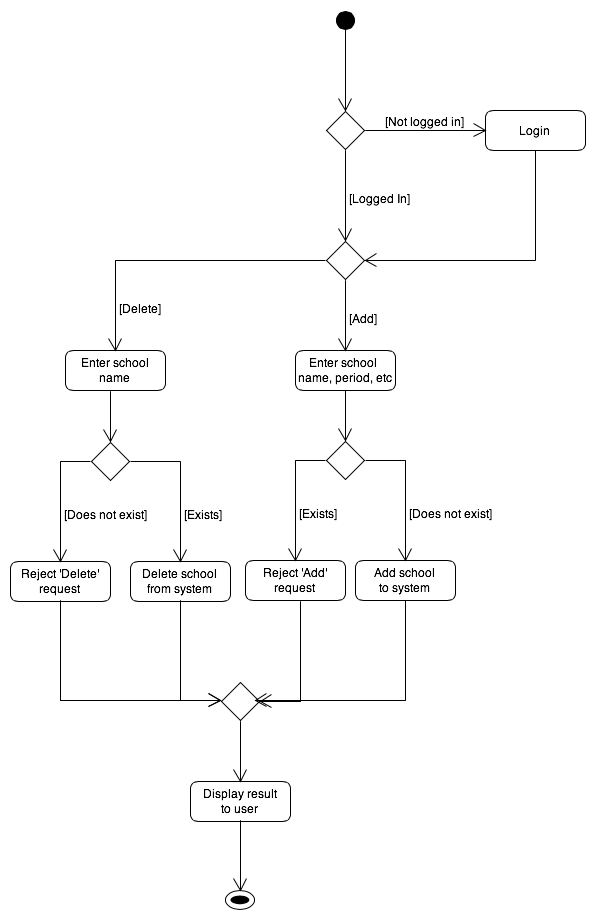 [Not logged in]
Login
[Logged In]
[Delete]
[Add]
Enter school
name
Enter school
name, period, etc
[Does not exist]
[Exists]
[Exists]
[Does not exist]
Reject 'Delete'
request
Delete school
from system
Reject 'Add'
request
Add school
to system
Display result
to user